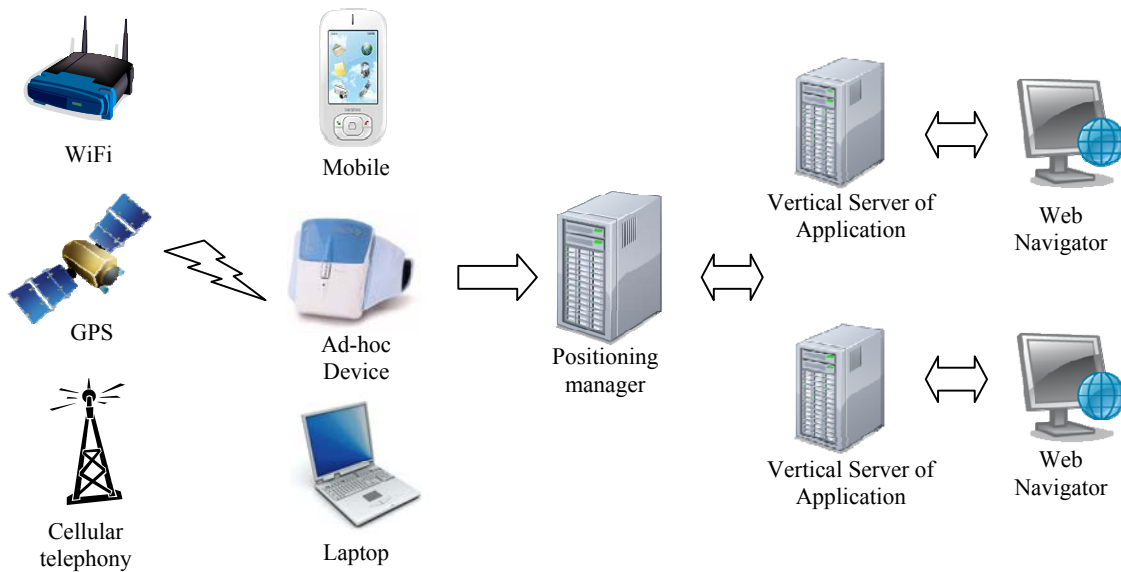 WiFi
Mobile
GPS
Ad-hoc
Device
Cellular
telephony
Laptop
Positioning
manager
Vertical Server of
Application
Web
Navigator
Vertical Server of
Application
Web
Navigator